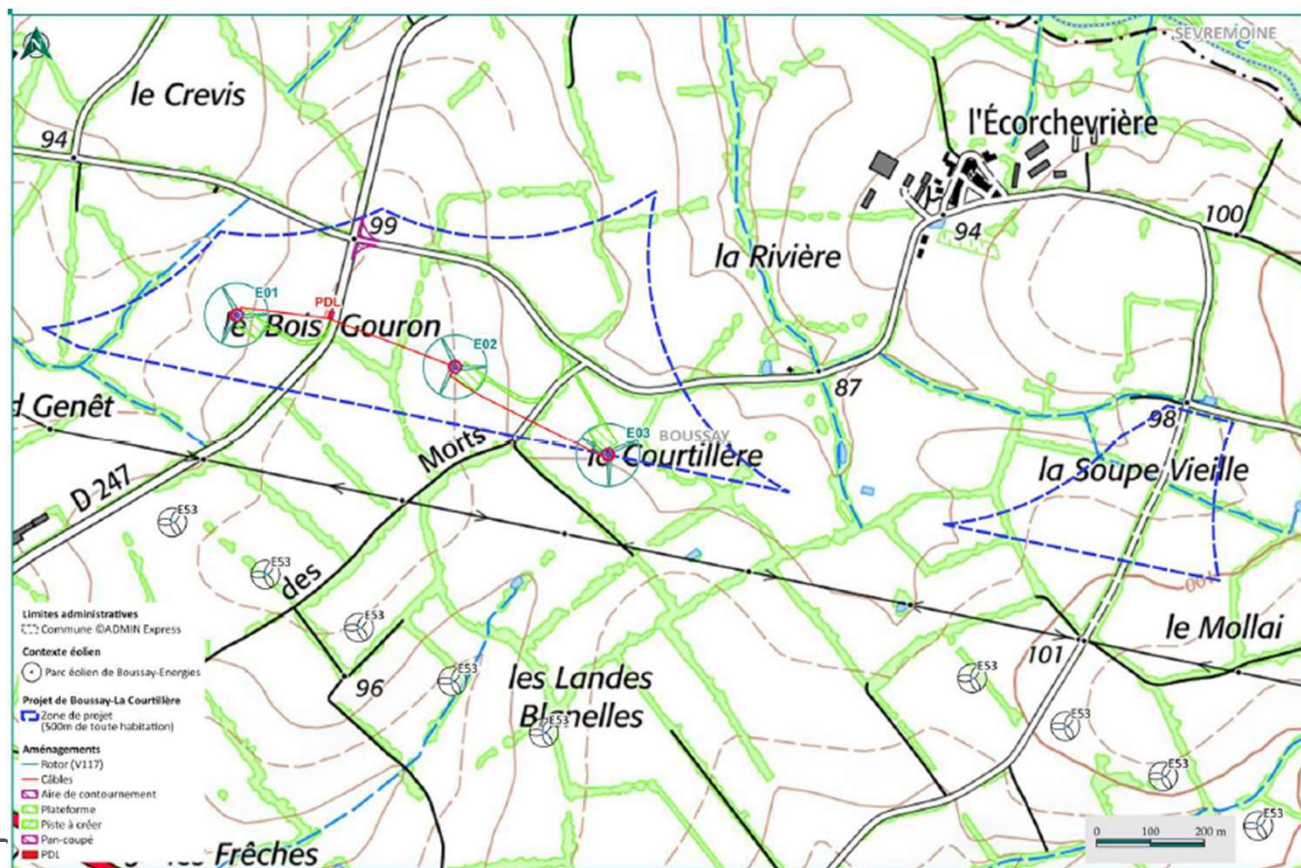 SEVREMOINE
le Crevis
l'Écorchevrière
94
99
100
94
la Rivière
E01
PDL
le Bois Gouron
E02
87
d Genêt
98
E03
BOUSSAY
la Courtillère
Morts
la Soupe Vieille
D 247
E53
E53
des
100
E53
le Mollai
101
E53
96
les Landes
Blanelles
E53
E53
E53
E53
E53
Limites administratives
Commune ©ADMIN Express
Contexte éolien
Parc éolien de Boussay-Energies
Projet de Boussay-La Courtillère
Zone de projet
(500m de toute habitation)
Aménagements
Rotor (V117)
Câbles
Aire de contournement
Plateforme
Piste à créer
Pan-coupé
PDL
Frêches
0 100 200 m